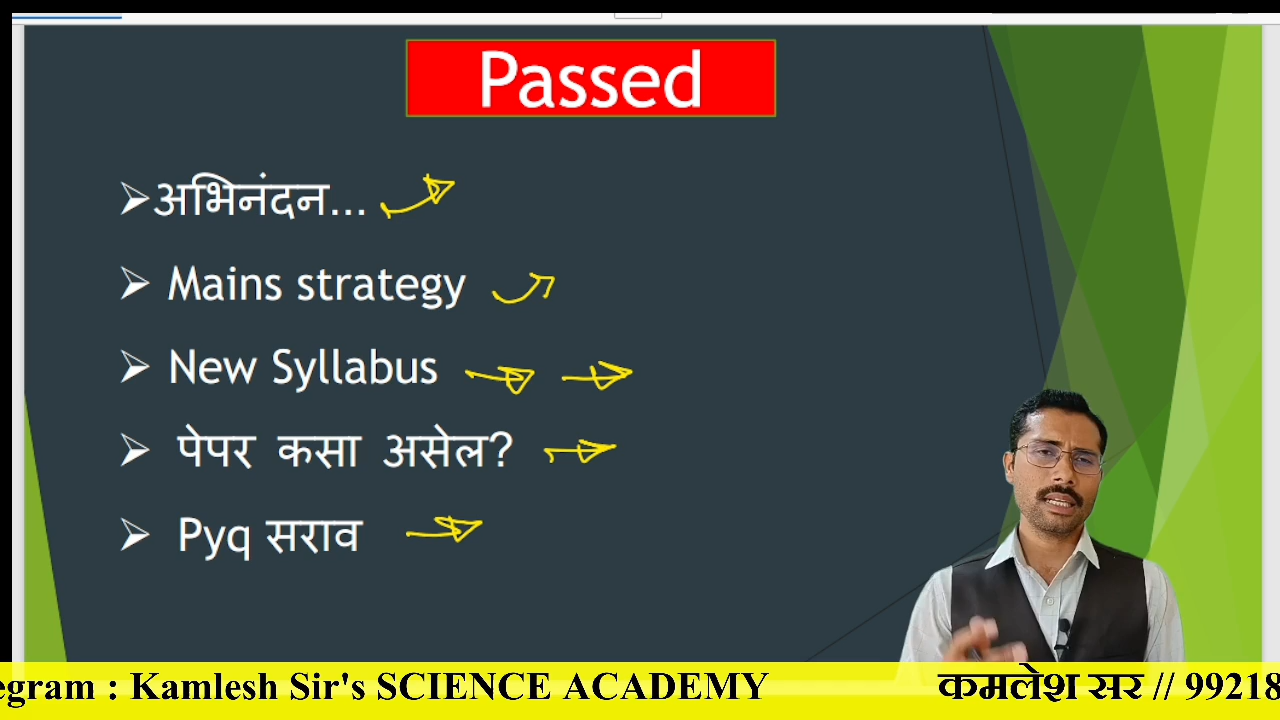 Passed
अभिनंदन...
Mains strategy
New Syllabus
पेपर कसा असेल?
Pyq सराव
egram : Kamlesh Sir's SCIENCE ACADEMY कमलेश सर // 99218